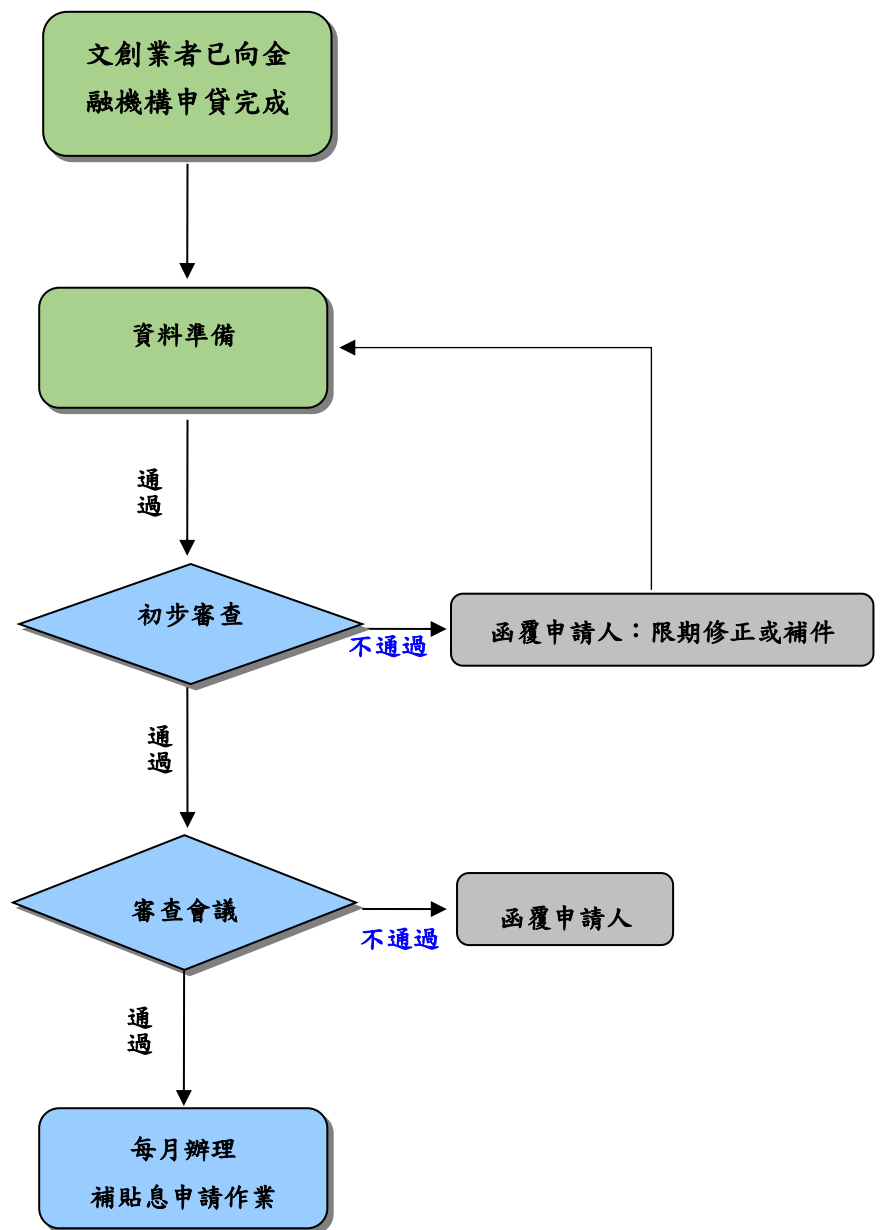 文創業者已向金
融機構申貸完成
資料準備
通
過
初步審查
不通過
函覆申請人：限期修正或補件
通
過
審查會議
不通過
函覆申請人
通
過
每月辦理
補貼息申請作業